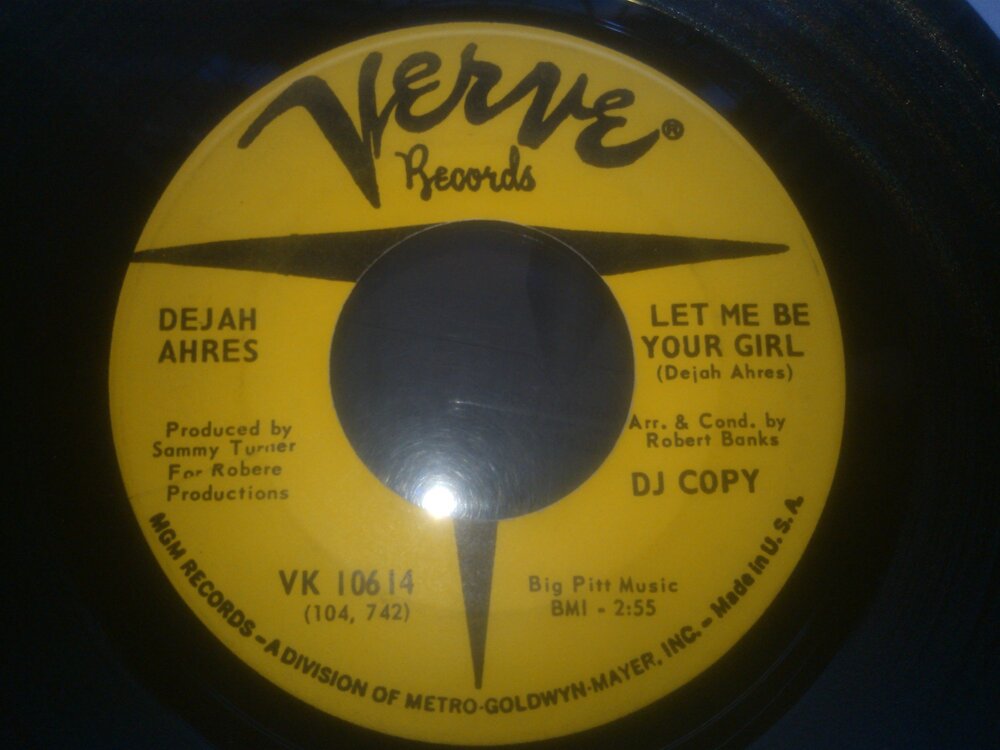 Verve®
Records
DEJAH
AHRES
LET ME BE
YOUR GIRL
(Dejah Ahres)
Produced by
Sammy Turner
For Robere
Productions
Arr. & Cond. by
Robert Banks
DJ COPY
VK 10614
(104, 742)
Big Pitt Music
BMI - 2:55
MGM RECORDS - A DIVISION OF METRO-GOLDWYN-MAYER, INC. - Made in U. S. A.